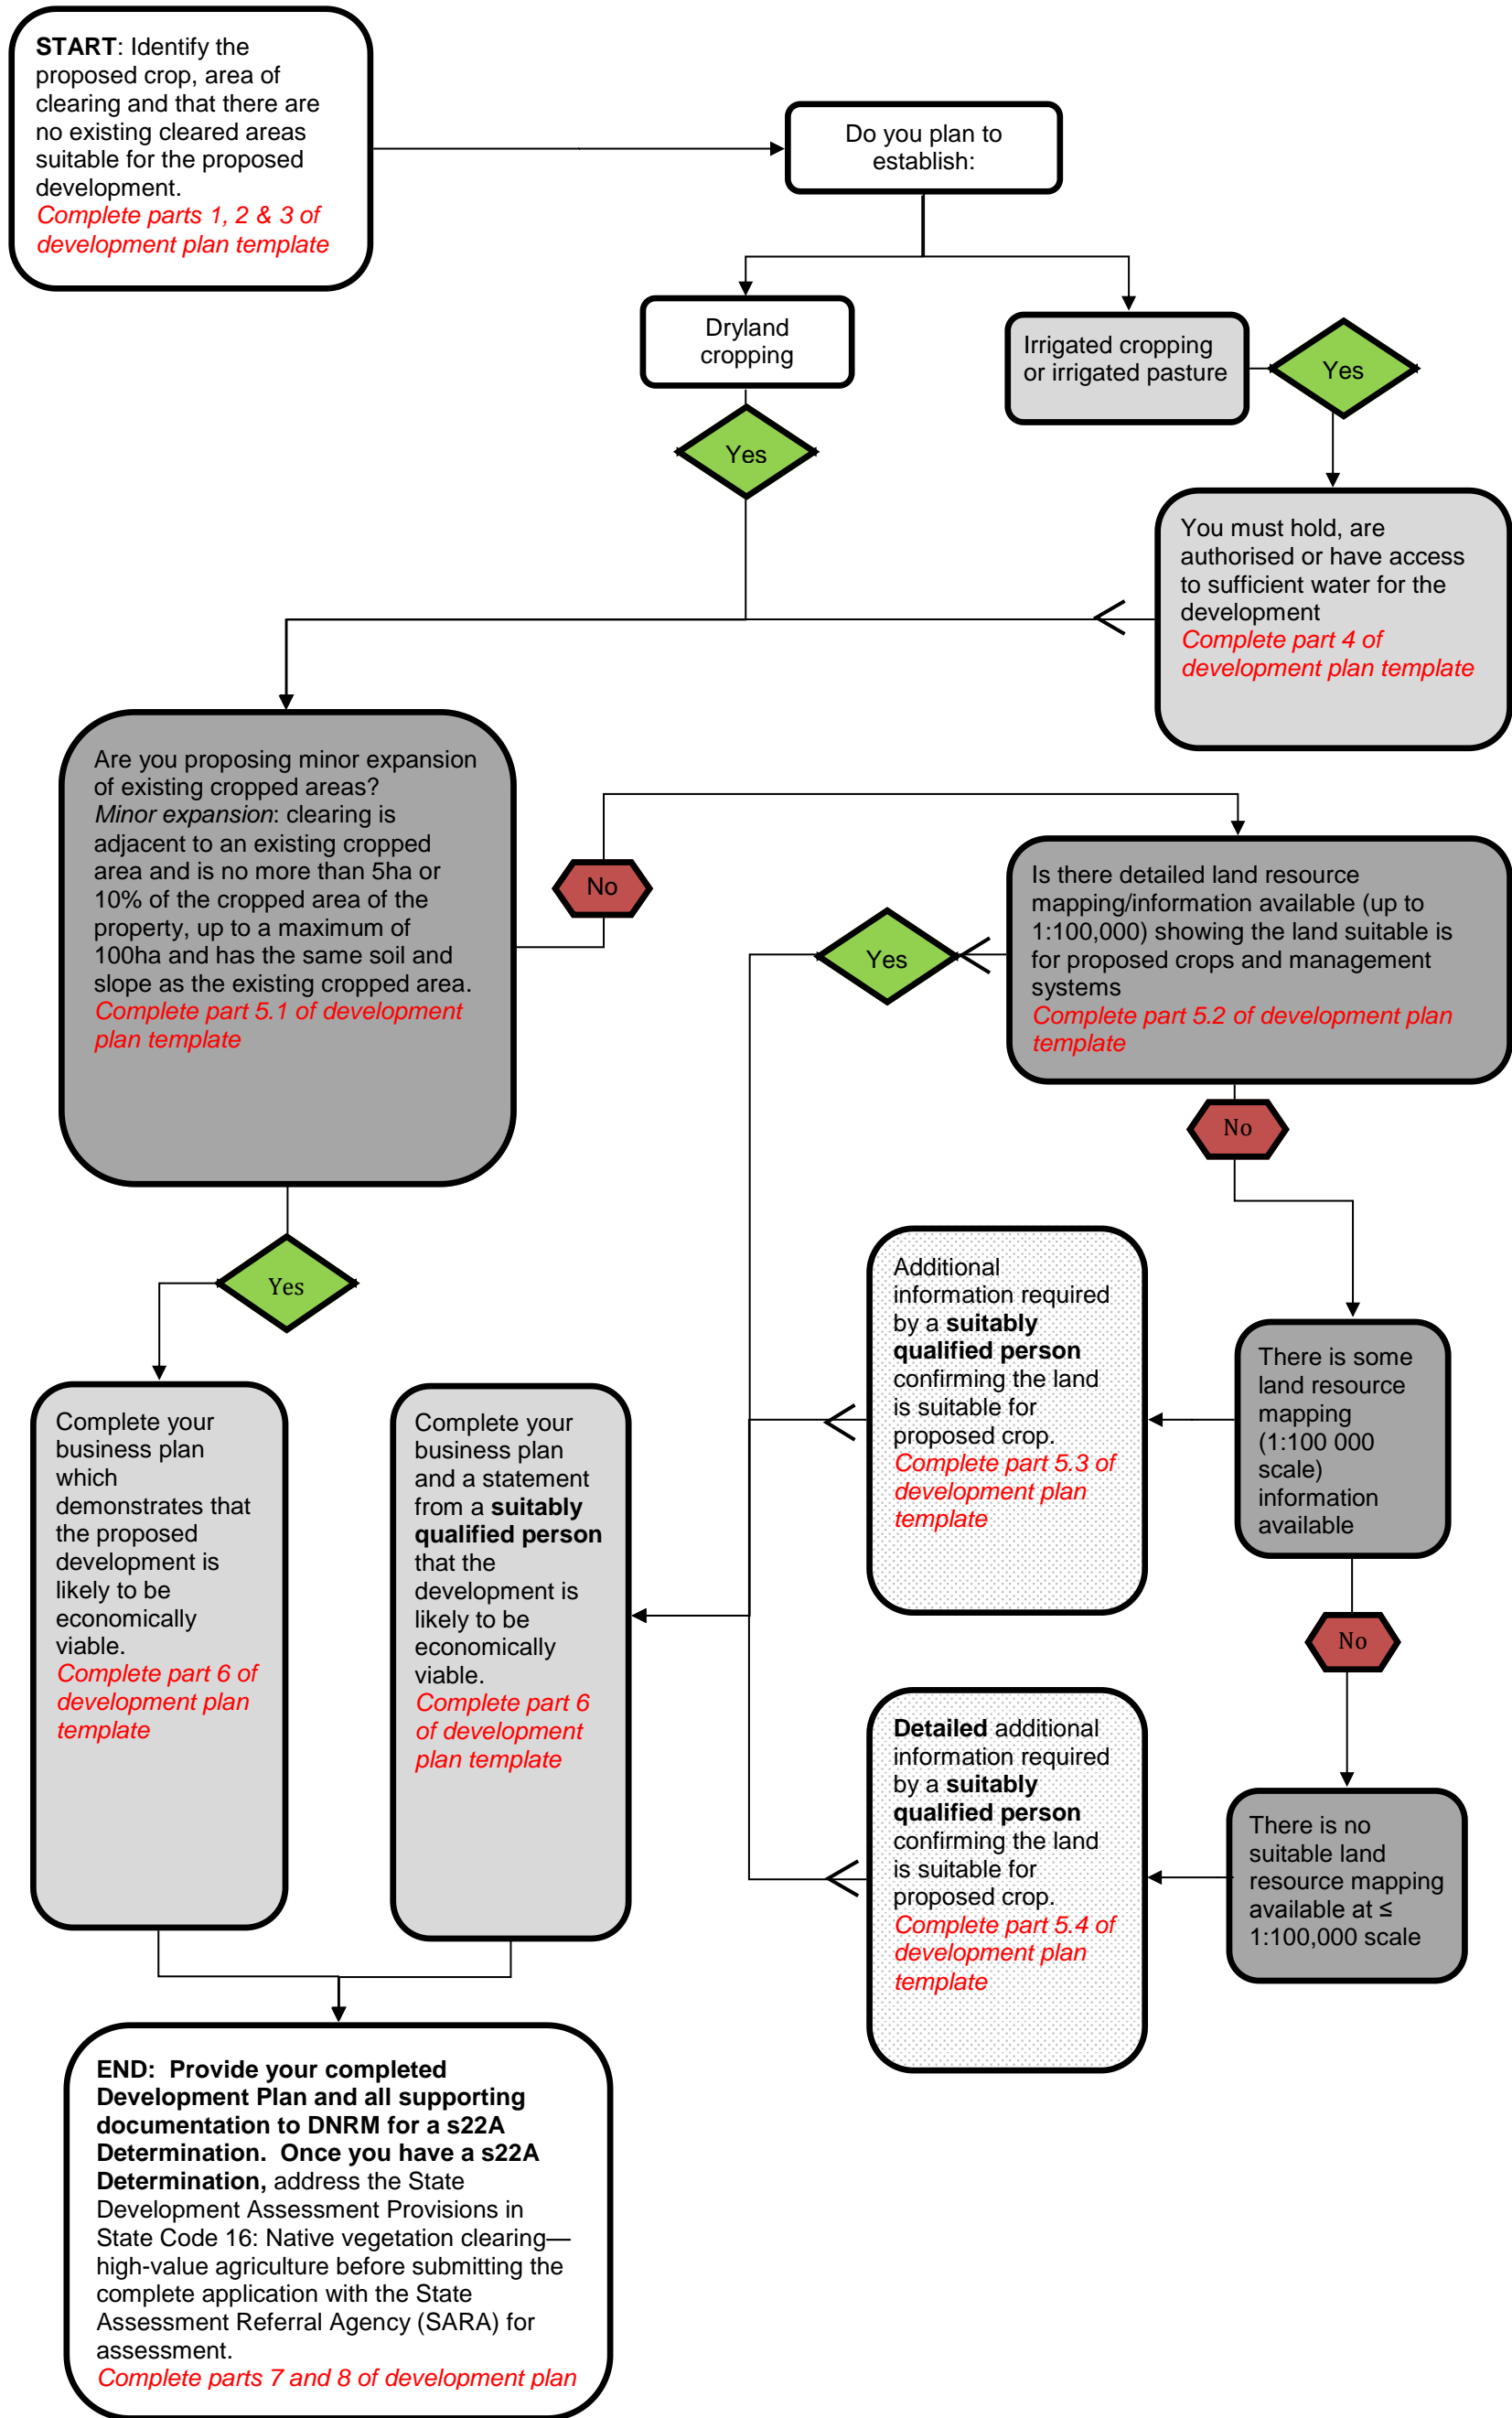 START: Identify the
proposed crop, area of
clearing and that there are
no existing cleared areas
suitable for the proposed
development.
Complete parts 1, 2 & 3 of
development plan template
Do you plan to
establish:
Dryland
cropping
Irrigated cropping
or irrigated pasture
Yes
Yes
You must hold, are
authorised or have access
to sufficient water for the
development
Complete part 4 of
development plan template
Are you proposing minor expansion
of existing cropped areas?
Minor expansion: clearing is
adjacent to an existing cropped
area and is no more than 5ha or
10% of the cropped area of the
property, up to a maximum of
100ha and has the same soil and
slope as the existing cropped area.
Complete part 5.1 of development
plan template
No
Is there detailed land resource
mapping/information available (up to
1:100,000) showing the land suitable is
for proposed crops and management
systems
Complete part 5.2 of development plan
template
Yes
No
Yes
Additional
information required
by a suitably
qualified person
confirming the land
is suitable for
proposed crop.
Complete part 5.3 of
development plan
template
There is some
land resource
mapping
(1:100 000
scale)
information
available
Complete your
business plan
which
demonstrates that
the proposed
development is
likely to be
economically
viable.
Complete part 6 of
development plan
template
Complete your
business plan
and a statement
from a suitably
qualified person
that the
development is
likely to be
economically
viable.
Complete part 6
of development
plan template
No
Detailed additional
information required
by a suitably
qualified person
confirming the land
is suitable for
proposed crop.
Complete part 5.4 of
development plan
template
There is no
suitable land
resource mapping
available at ≤
1:100,000 scale
END:  Provide your completed
Development Plan and all supporting
documentation to DNRM for a s22A
Determination.  Once you have a s22A
Determination, address the State
Development Assessment Provisions in
State Code 16: Native vegetation clearing—
high-value agriculture before submitting the
complete application with the State
Assessment Referral Agency (SARA) for
assessment.
Complete parts 7 and 8 of development plan